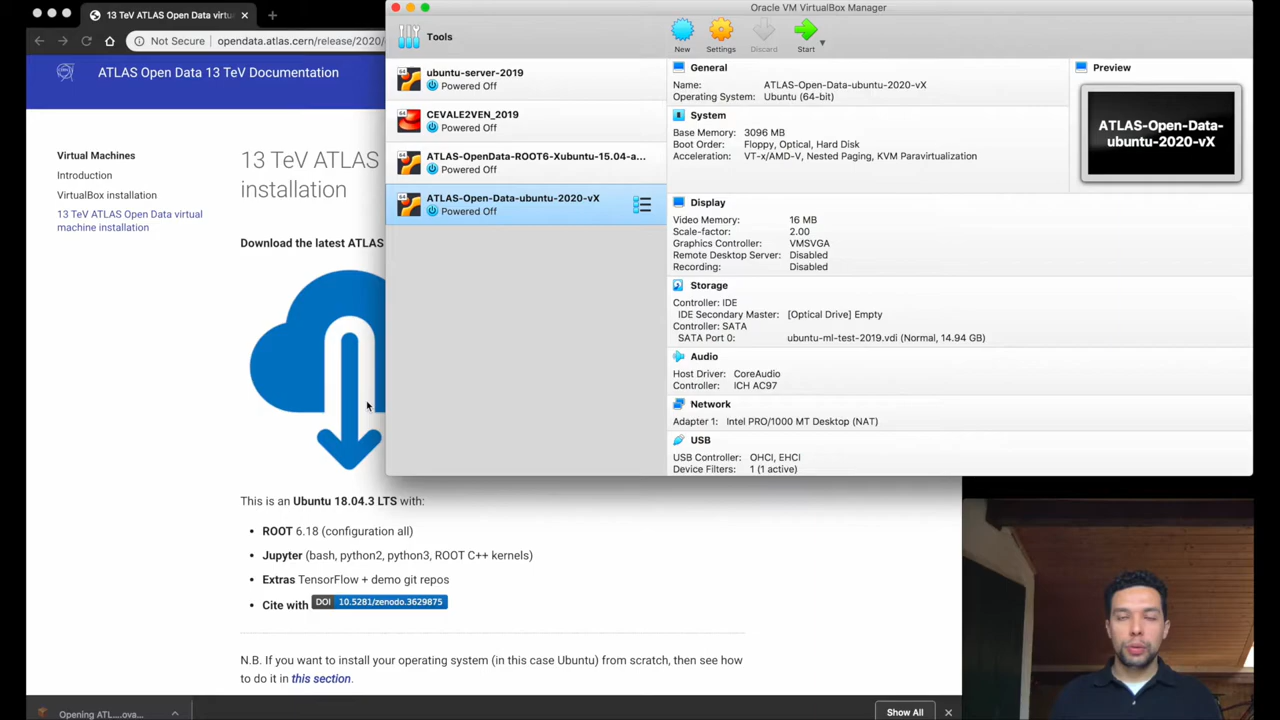 13 TeV ATLAS Open Data virtu
Not Secure
opendata.atlas.cern/release/2020/
ATLAS Open Data 13 TeV Documentation
Virtual Machines
Introduction
VirtualBox installation
13 TeV ATLAS Open Data virtual
machine installation
13 TeV ATLAS
installation
Download the latest ATLAS
This is an Ubuntu 18.04.3 LTS with:
ROOT 6.18 (configuration all)
Jupyter (bash, python2, python3, ROOT C++ kernels)
Extras TensorFlow + demo git repos
Cite with DOI 10.5281/zenodo.3629875
N.B. If you want to install your operating system (in this case Ubuntu) from scratch, then see how
to do it in this section.
Opening ATL....ova...
Show All
Oracle VM VirtualBox Manager
Tools
New
Settings
Discard
Start
64
ubuntu-server-2019
Powered Off
64
CEVALE2VEN_2019
Powered Off
64
ATLAS-OpenData-ROOT6-Xubuntu-15.04-a...
Powered Off
64
ATLAS-Open-Data-ubuntu-2020-vX
Powered Off
General
Name: ATLAS-Open-Data-ubuntu-2020-vX
Operating System: Ubuntu (64-bit)
System
Base Memory: 3096 MB
Boot Order: Floppy, Optical, Hard Disk
Acceleration: VT-x/AMD-V, Nested Paging, KVM Paravirtualization
Display
Video Memory: 16 MB
Scale-factor: 2.00
Graphics Controller: VMSVGA
Remote Desktop Server: Disabled
Recording: Disabled
Storage
Controller: IDE
IDE Secondary Master: [Optical Drive] Empty
Controller: SATA
SATA Port 0: ubuntu-ml-test-2019.vdi (Normal, 14.94 GB)
Audio
Host Driver: CoreAudio
Controller: ICH AC97
Network
Adapter 1: Intel PRO/1000 MT Desktop (NAT)
USB
USB Controller: OHCI, EHCI
Device Filters: 1 (1 active)
Preview
ATLAS-Open-Data-
ubuntu-2020-vX